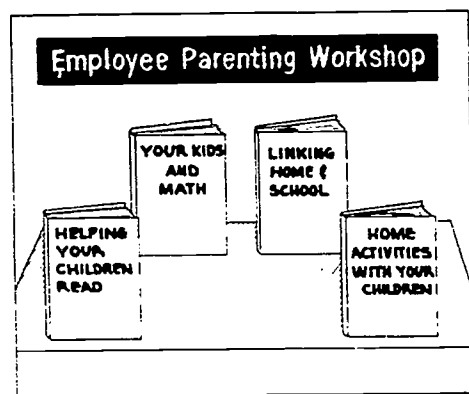 Employee Parenting Workshop
YOUR KIDS
AND
MATH
LINKING
HOME &
SCHOOL
HELPING
YOUR
CHILDREN
READ
HOME
ACTIVITIES
WITH YOUR
CHILDREN